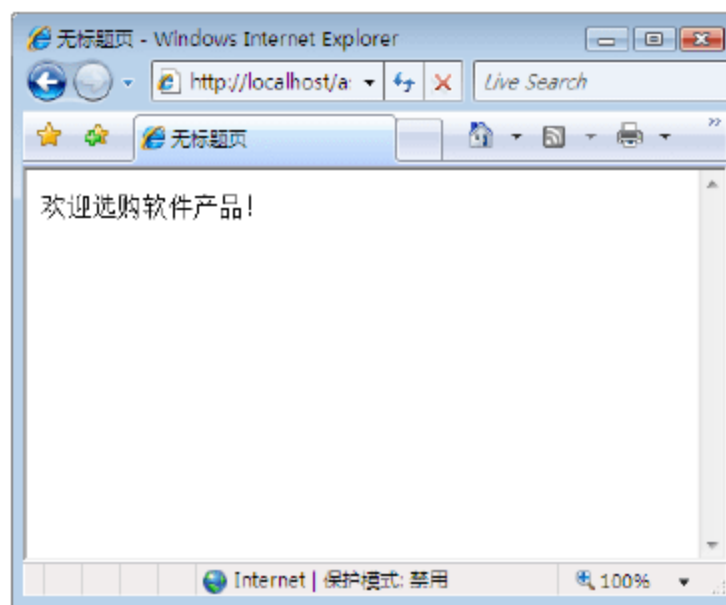 无标题页 - Windows Internet Explorer
http://localhost/a
Live Search
无标题页
欢迎选购软件产品!
Internet | 保护模式: 禁用
100%